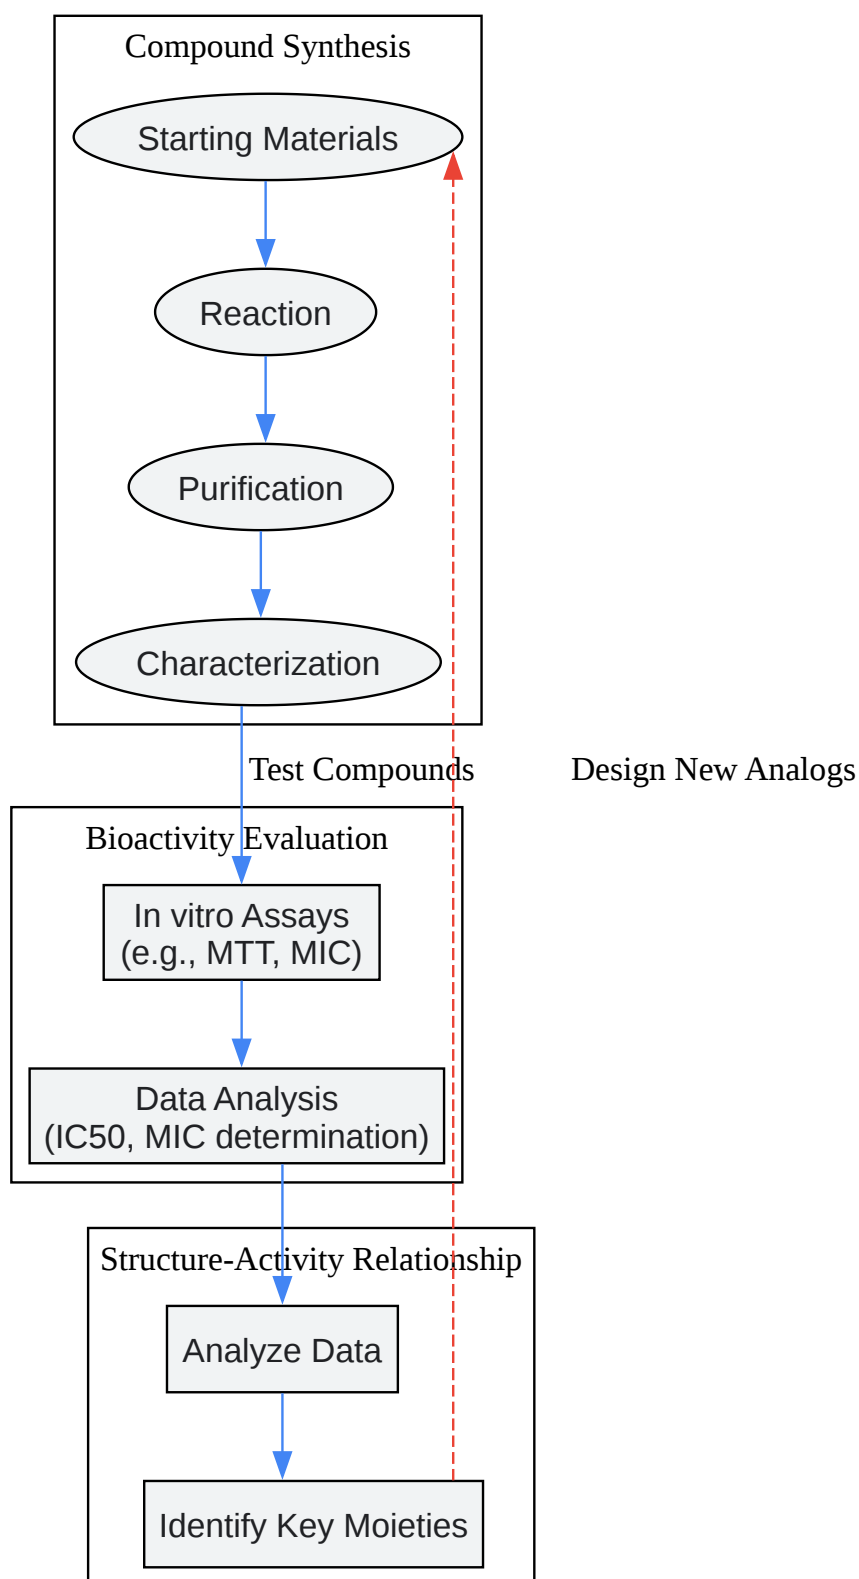 Compound Synthesis
Starting Materials
Reaction
Purification
Characterization
Test Compounds
Design New Analogs
Bioactivity Evaluation
In vitro Assays
(e.g., MTT, MIC)
Data Analysis
(IC50, MIC determination)
Structure-Activity Relationship
Analyze Data
Identify Key Moieties